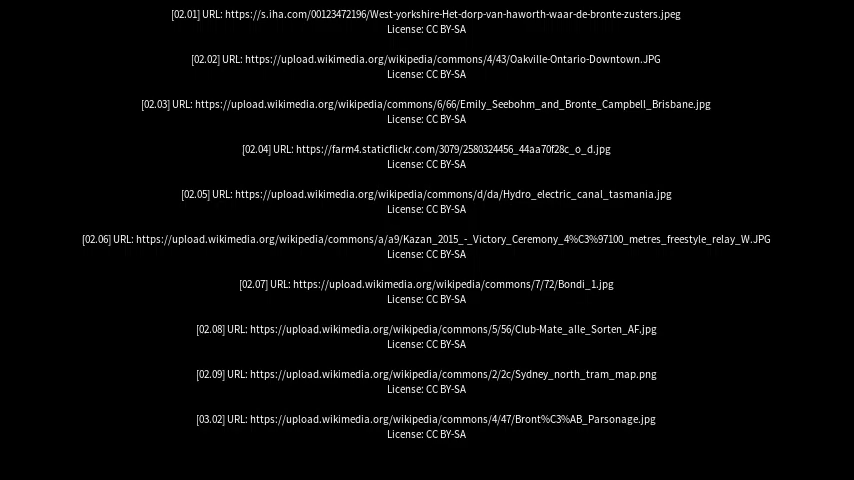 [02.01] URL: https://s.iha.com/00123472196/West-yorkshire-Het-dorp-van-haworth-waar-de-bronte-zusters.jpeg
License: CC BY-SA
[02.02] URL: https://upload.wikimedia.org/wikipedia/commons/4/43/Oakville-Ontario-Downtown.JPG
License: CC BY-SA
[02.03] URL: https://upload.wikimedia.org/wikipedia/commons/6/66/Emily_Seebohm_and_Bronte_Campbell_Brisbane.jpg
License: CC BY-SA
[02.04] URL: https://farm4.staticflickr.com/3079/2580324456_44aa70f28c_o_d.jpg
License: CC BY-SA
[02.05] URL: https://upload.wikimedia.org/wikipedia/commons/d/da/Hydro_electric_canal_tasmania.jpg
License: CC BY-SA
[02.06] URL: https://upload.wikimedia.org/wikipedia/commons/a/a9/Kazan_2015_-_Victory_Ceremony_4%C3%97100_metres_freestyle_relay_W.JPG
License: CC BY-SA
[02.07] URL: https://upload.wikimedia.org/wikipedia/commons/7/72/Bondi_1.jpg
License: CC BY-SA
[02.08] URL: https://upload.wikimedia.org/wikipedia/commons/5/56/Club-Mate_alle_Sorten_AF.jpg
License: CC BY-SA
[02.09] URL: https://upload.wikimedia.org/wikipedia/commons/2/2c/Sydney_north_tram_map.png
License: CC BY-SA
[03.02] URL: https://upload.wikimedia.org/wikipedia/commons/4/47/Bront%C3%AB_Parsonage.jpg
License: CC BY-SA